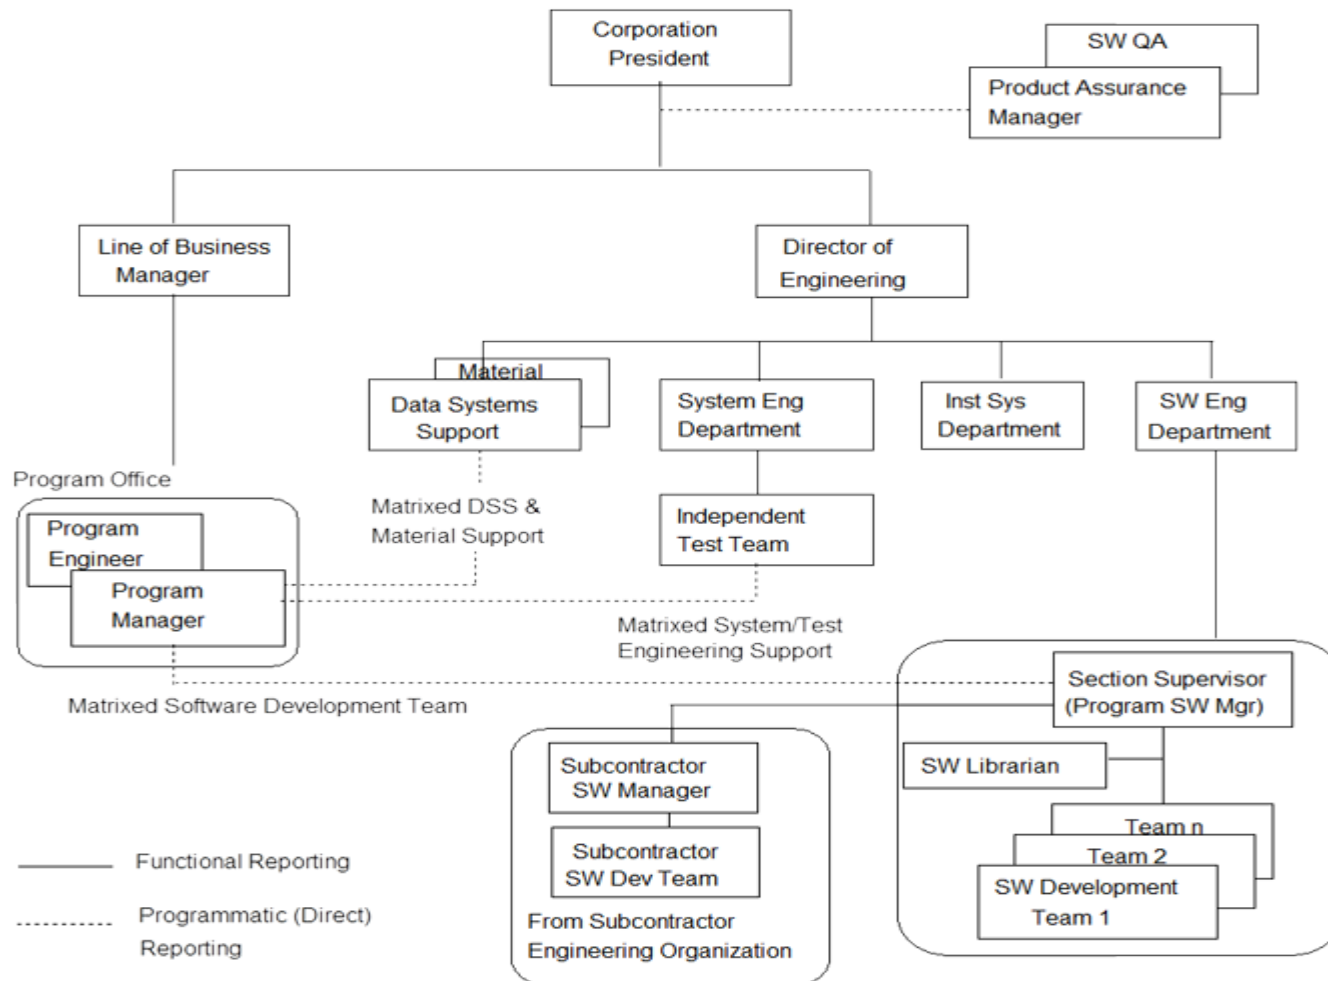 Corporation
President
SW QA
Product Assurance
Manager
Line of Business
Manager
Director of
Engineering
Material
Data Systems
Support
System Eng
Department
Inst Sys
Department
SW Eng
Department
Program Office
Matrixed DSS &
Material Support
Independent
Test Team
Program
Engineer
Program
Manager
Matrixed System/Test
Engineering Support
Matrixed Software Development Team
Section Supervisor
(Program SW Mgr)
SW Librarian
Subcontractor
SW Manager
Team n
Team 2
SW Development
Team 1
Subcontractor
SW Dev Team
From Subcontractor
Engineering Organization
Functional Reporting
Programmatic (Direct)
Reporting